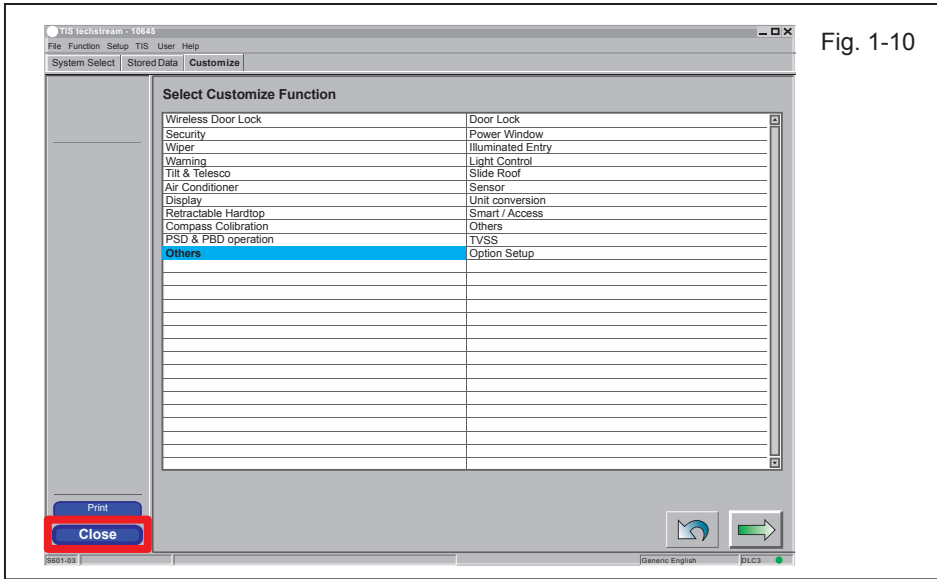 TIS techstream - 10645
File Function Setup TIS User Help
System Select Stored Data Customize
Fig. 1-10
Select Customize Function
Wireless Door Lock Door Lock
Security Power Window
Wiper Illuminated Entry
Warning Light Control
Tilt & Telesco Slide Roof
Air Conditioner Sensor
Display Unit conversion
Retractable Hardtop Smart / Access
Compass Colibration Others
PSD & PBD operation TVSS
Others Option Setup
Print
Close
S601-03 Generic English DLC3